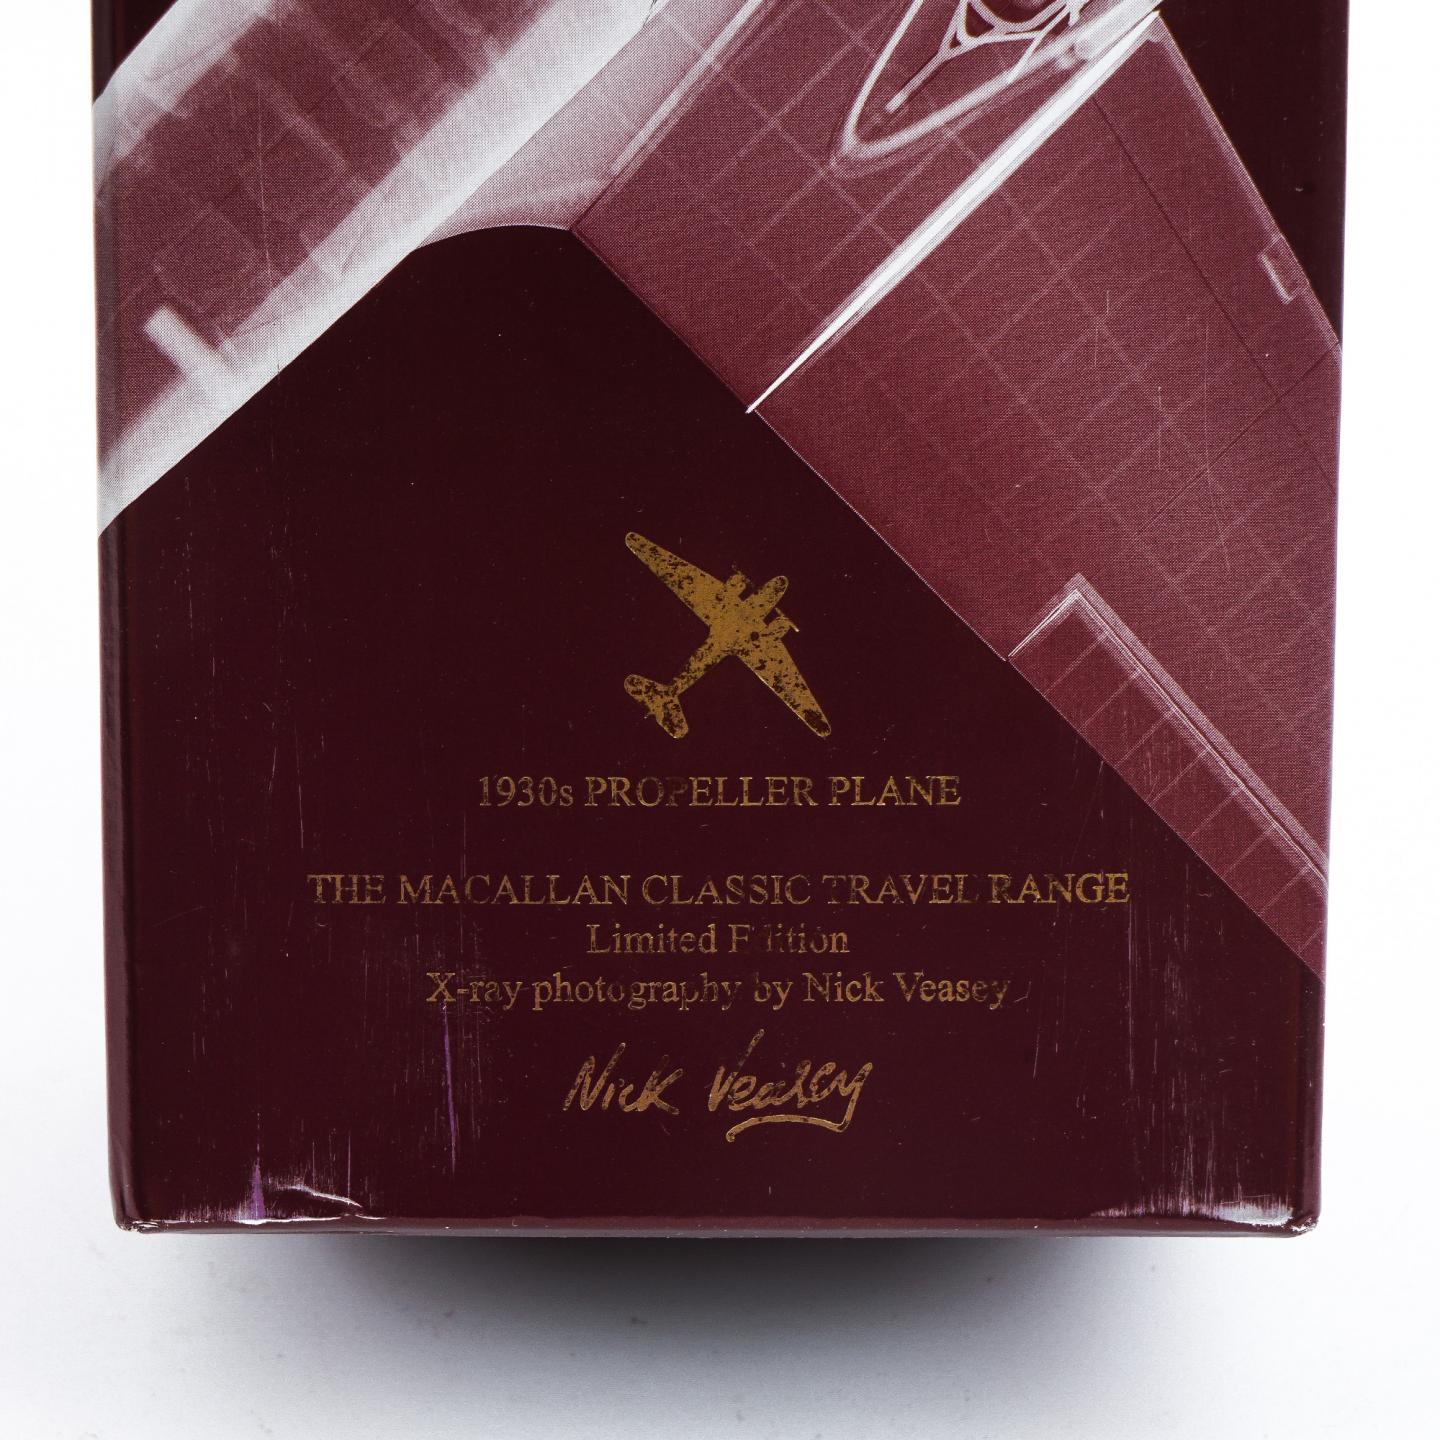 1930s PROPELLER PLANE
THE MACALLAN CLASSIC TRAVEL RANGE
Limited Edition
X-ray photography by Nick Veasey
Nick Veasey